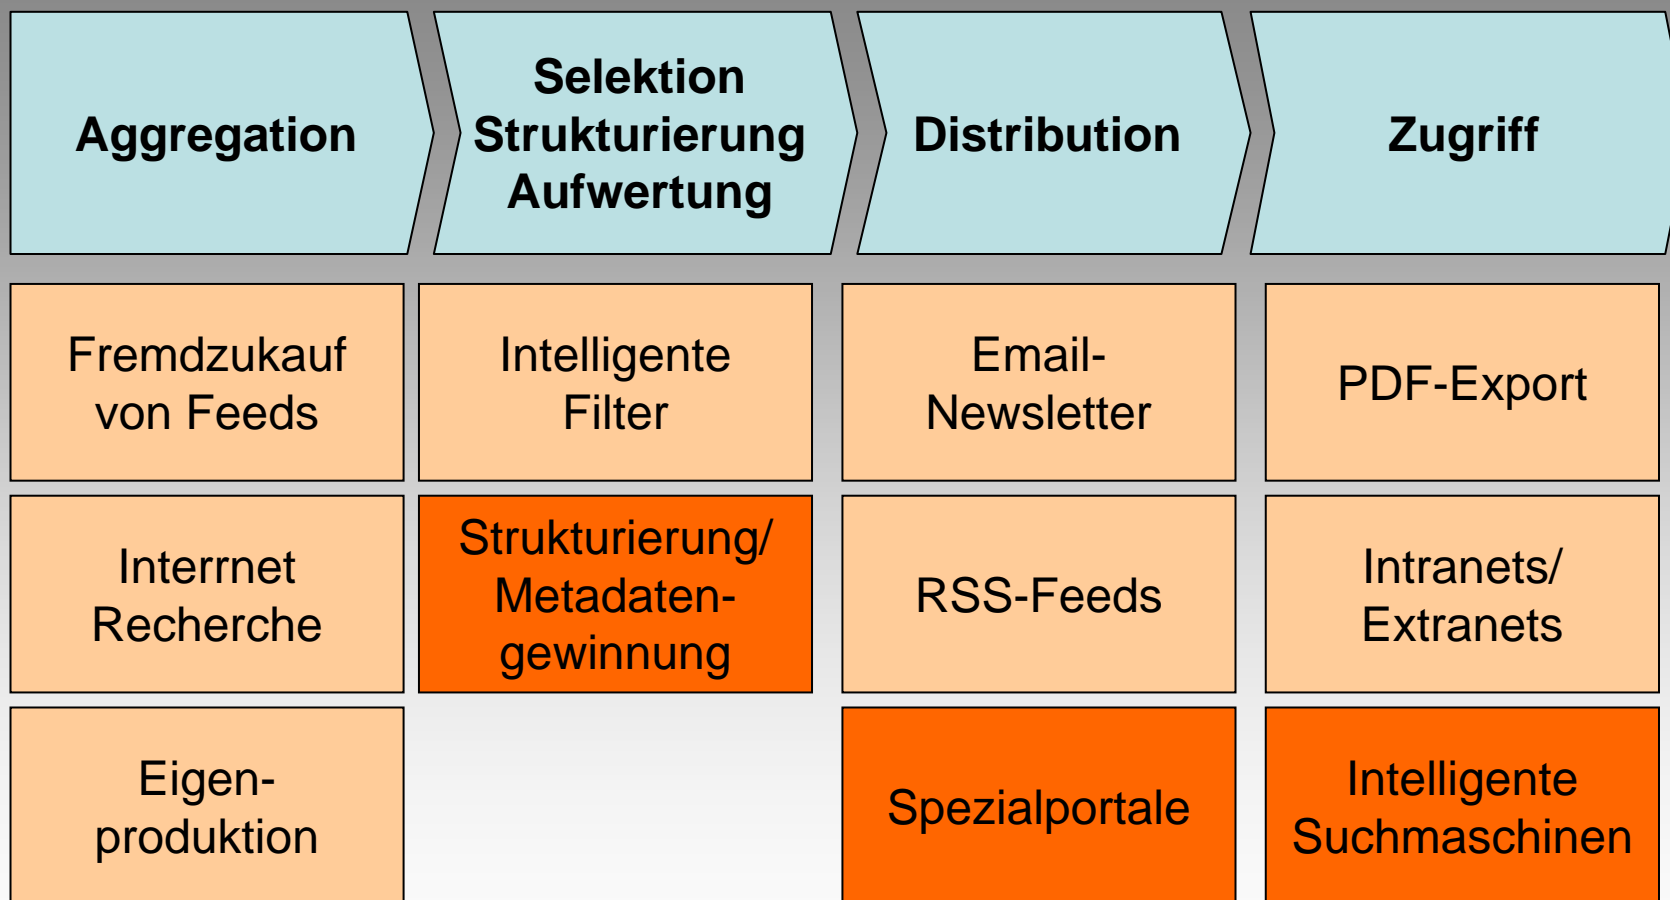 Aggregation
Selektion
Strukturierung
Aufwertung
Distribution
Zugriff
Fremdzukauf
von Feeds
Intelligente
Filter
Email-
Newsletter
PDF-Export
Interrnet
Recherche
Strukturierung/
Metadaten-
gewinnung
RSS-Feeds
Intranets/
Extranets
Eigen-
produktion
Spezialportale
Intelligente
Suchmaschinen